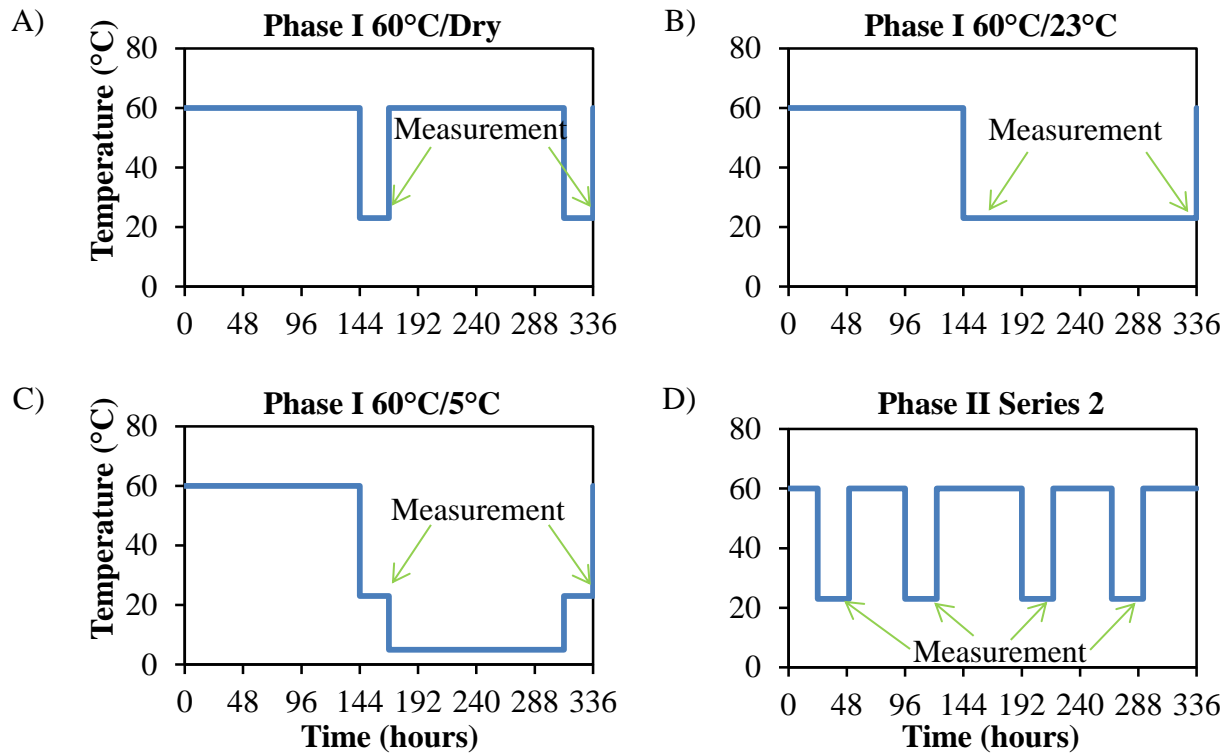 A)
Phase I 60°C/Dry
Temperature (°C)
80
60
40
20
0
Measurement
0 48 96 144 192 240 288 336
B)
Phase I 60°C/23°C
80
60
40
20
0
Measurement
0 48 96 144 192 240 288 336
C)
Phase I 60°C/5°C
Temperature (°C)
80
60
40
20
0
Measurement
0 48 96 144 192 240 288 336
Time (hours)
D)
Phase II Series 2
80
60
40
20
0
Measurement
0 48 96 144 192 240 288 336
Time (hours)